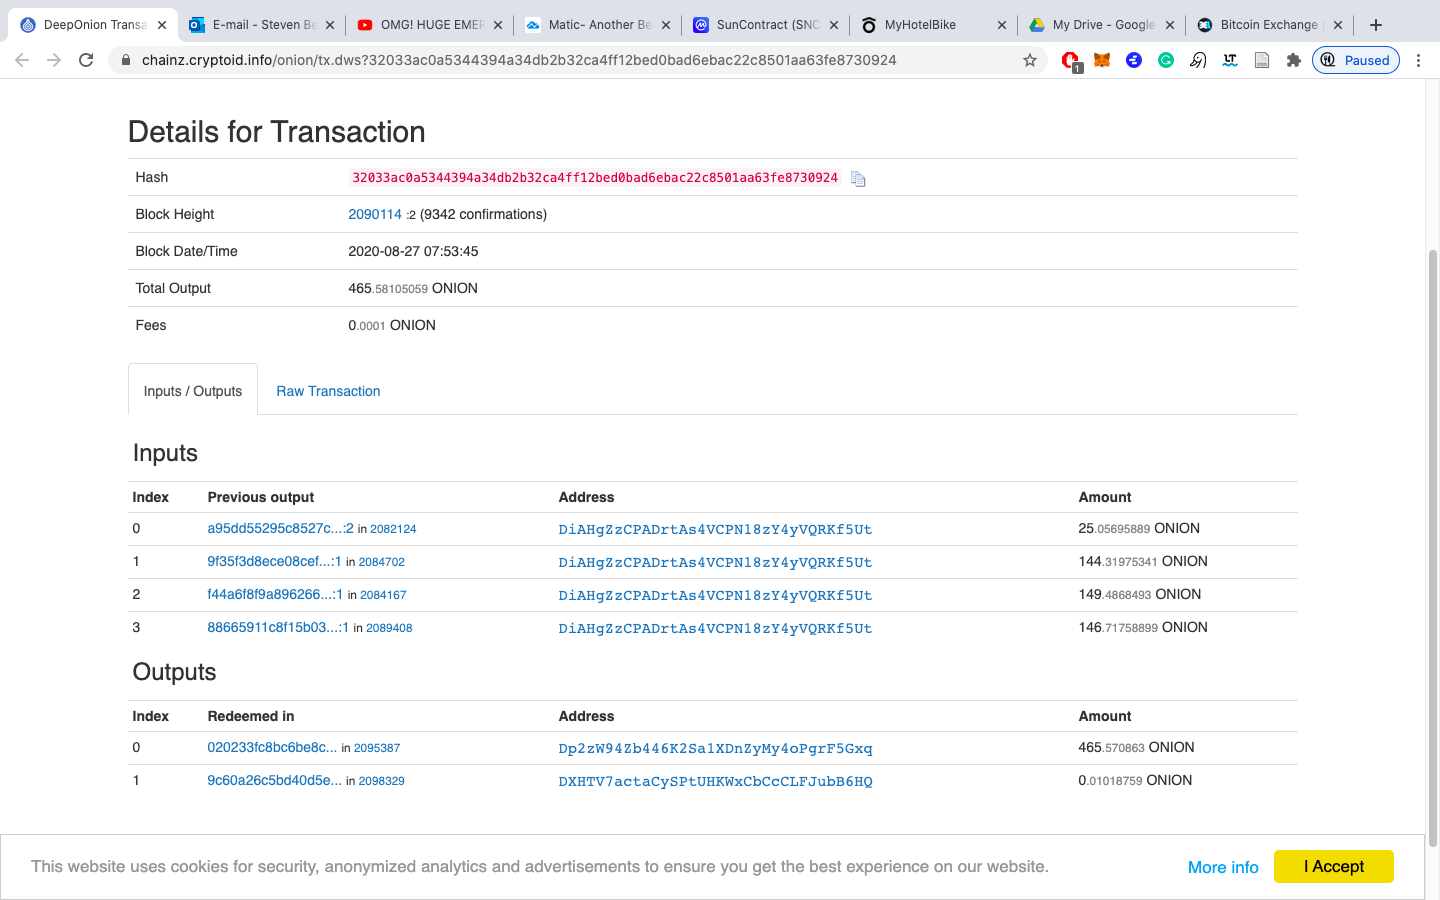 DeepOnion Transa
E-mail - Steven Be
OMG! HUGE EMER
Matic- Another Be
SunContract (SNC
MyHotelBike
My Drive - Google
Bitcoin Exchange
chainz.cryptoid.info/onion/tx.dws?32033ac0a5344394a34db2b32ca4ff12bed0bad6ebac22c8501aa63fe8730924
1
LT
Paused
Details for Transaction
Hash 32033ac0a5344394a34db2b32ca4ff12bed0bad6ebac22c8501aa63fe8730924
Block Height 2090114 :2 (9342 confirmations)
Block Date/Time 2020-08-27 07:53:45
Total Output 465.58105059 ONION
Fees 0.0001 ONION
Inputs / Outputs Raw Transaction
Inputs
Index Previous output Address Amount
0 a95dd55295c8527c...:2 in 2082124 DiAHgZzCPADrtAs4VCPN18zY4yVQRKf5Ut 25.05695889 ONION
1 9f35f3d8ece08cef...:1 in 2084702 DiAHgZzCPADrtAs4VCPN18zY4yVQRKf5Ut 144.31975341 ONION
2 f44a6f8f9a896266...:1 in 2084167 DiAHgZzCPADrtAs4VCPN18zY4yVQRKf5Ut 149.4868493 ONION
3 88665911c8f15b03...:1 in 2089408 DiAHgZzCPADrtAs4VCPN18zY4yVQRKf5Ut 146.71758899 ONION
Outputs
Index Redeemed in Address Amount
0 020233fc8bc6be8c... in 2095387 Dp2zW94Zb446K2Sa1XDnZyMy4oPgrF5Gxq 465.570863 ONION
1 9c60a26c5bd40d5e... in 2098329 DXHTV7actaCySPtUHKWxCbCcCLFJubB6HQ 0.01018759 ONION
This website uses cookies for security, anonymized analytics and advertisements to ensure you get the best experience on our website. More info I Accept